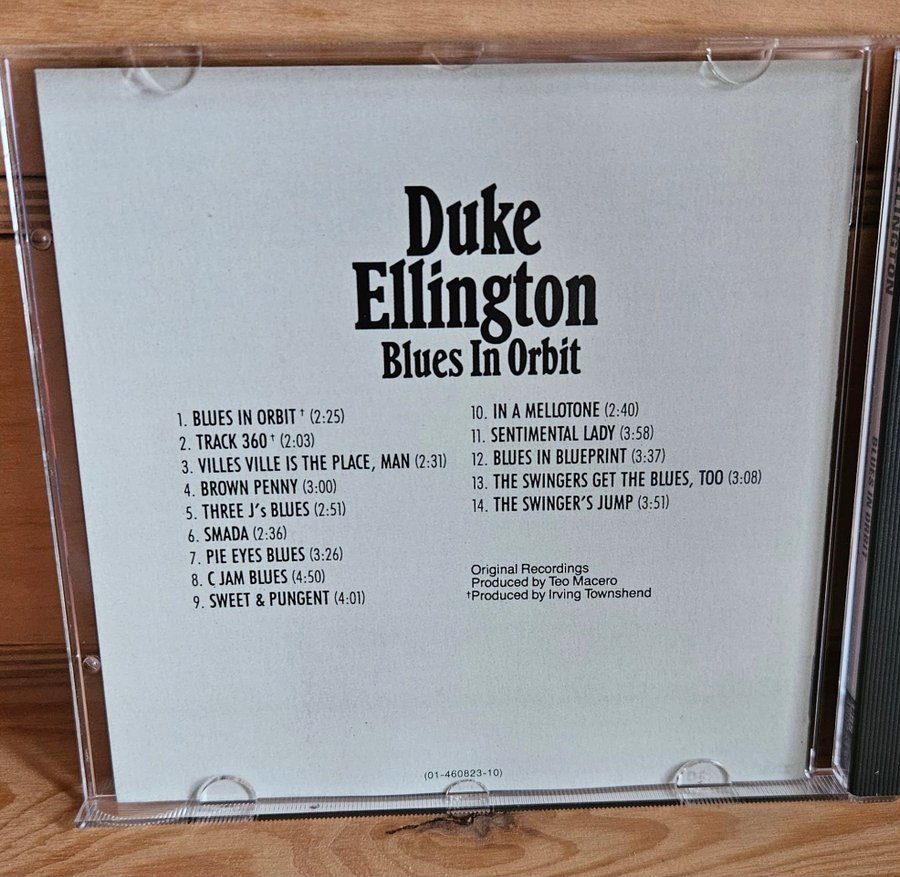 Duke
Ellington
Blues In Orbit
1. BLUES IN ORBIT † (2:25)
2. TRACK 360 † (2:03)
3. VILLES VILLE IS THE PLACE, MAN (2:31)
4. BROWN PENNY (3:00)
5. THREE J's BLUES (2:51)
6. SMADA (2:36)
7. PIE EYES BLUES (3:26)
8. C JAM BLUES (4:50)
9. SWEET & PUNGENT (4:01)
10. IN A MELLOTONE (2:40)
11. SENTIMENTAL LADY (3:58)
12. BLUES IN BLUEPRINT (3:37)
13. THE SWINGERS GET THE BLUES, TOO (3:08)
14. THE SWINGER'S JUMP (3:51)
Original Recordings
Produced by Teo Macero
†Produced by Irving Townshend
(01-460823-10)
ELLINGTON
BLUES IN ORBIT